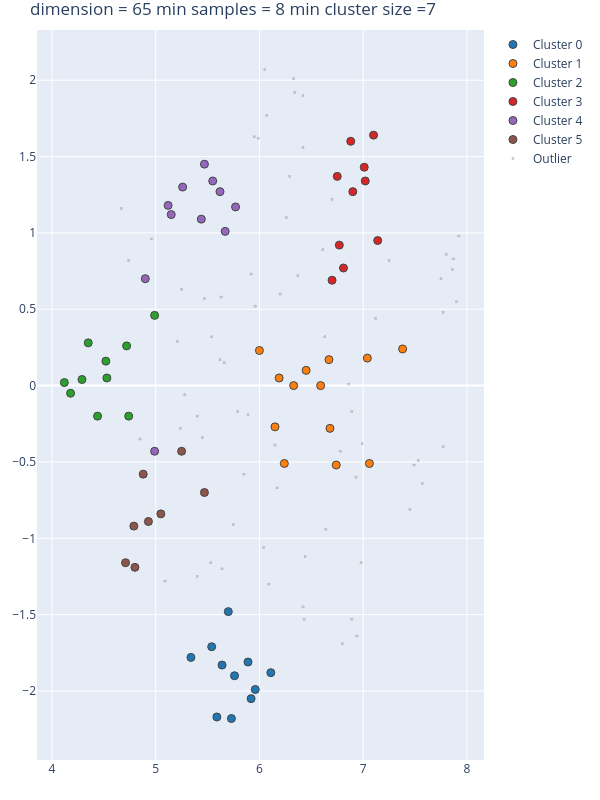 dimension = 65 min samples = 8 min cluster size =7
Cluster 0
Cluster 1
Cluster 2
Cluster 3
Cluster 4
Cluster 5
Outlier
2
1.5
1
0.5
0
−0.5
−1
−1.5
−2
4 5 6 7 8